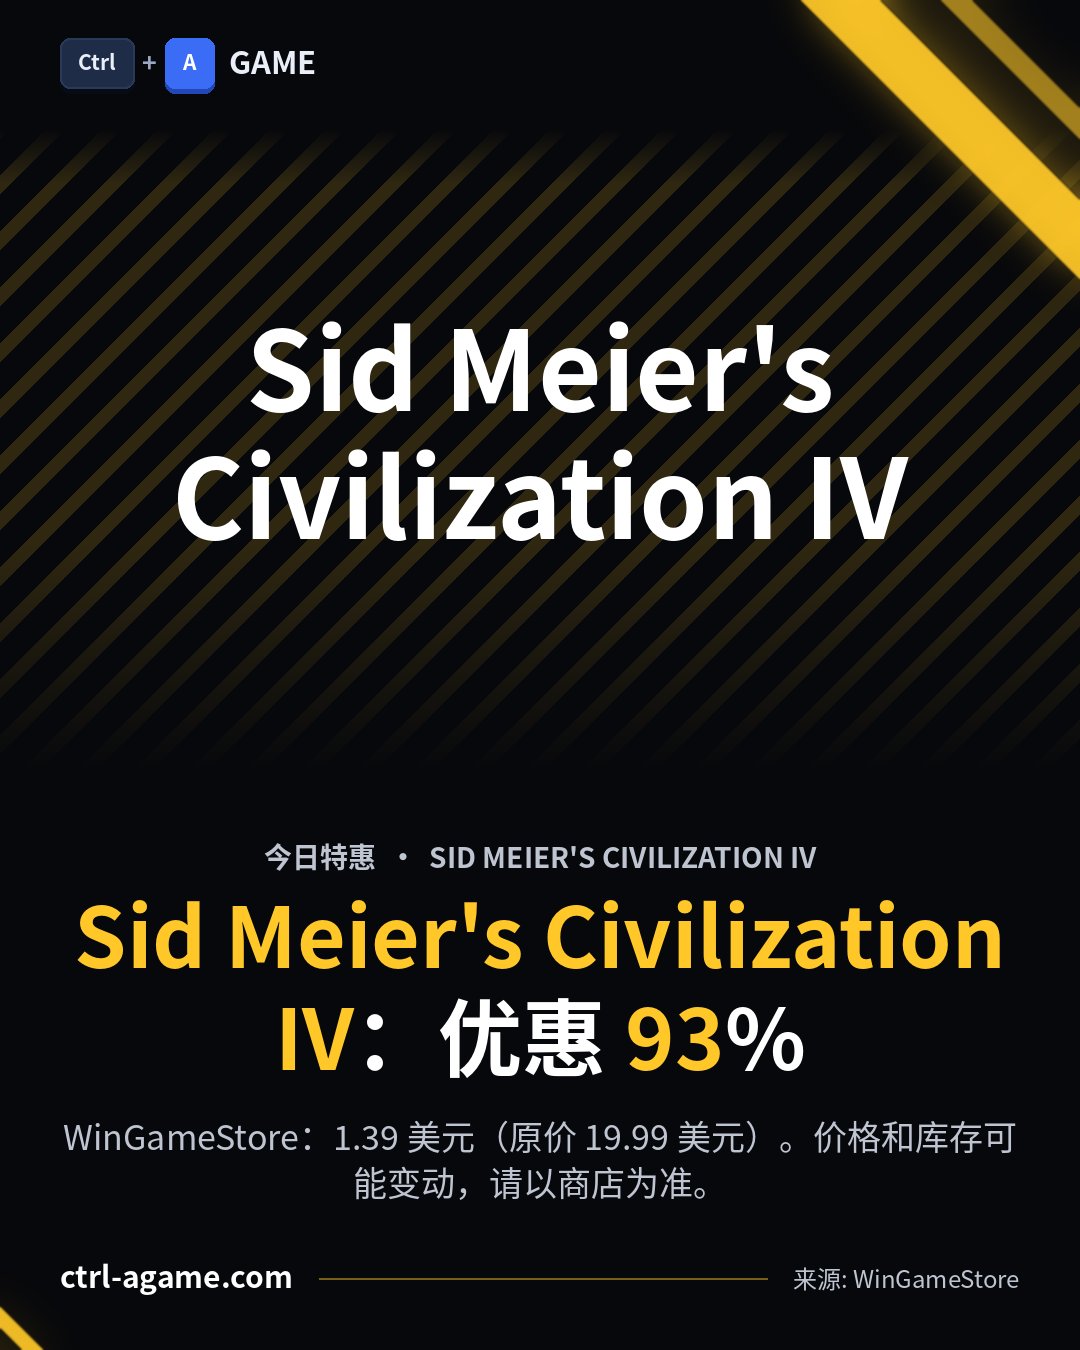 Ctrl + A GAME
Sid Meier's
Civilization IV
今日特惠 • SID MEIER'S CIVILIZATION IV
Sid Meier's Civilization
IV：优惠 93%
WinGameStore：1.39 美元（原价 19.99 美元）。价格和库存可
能变动，请以商店为准。
ctrl-agame.com
来源: WinGameStore